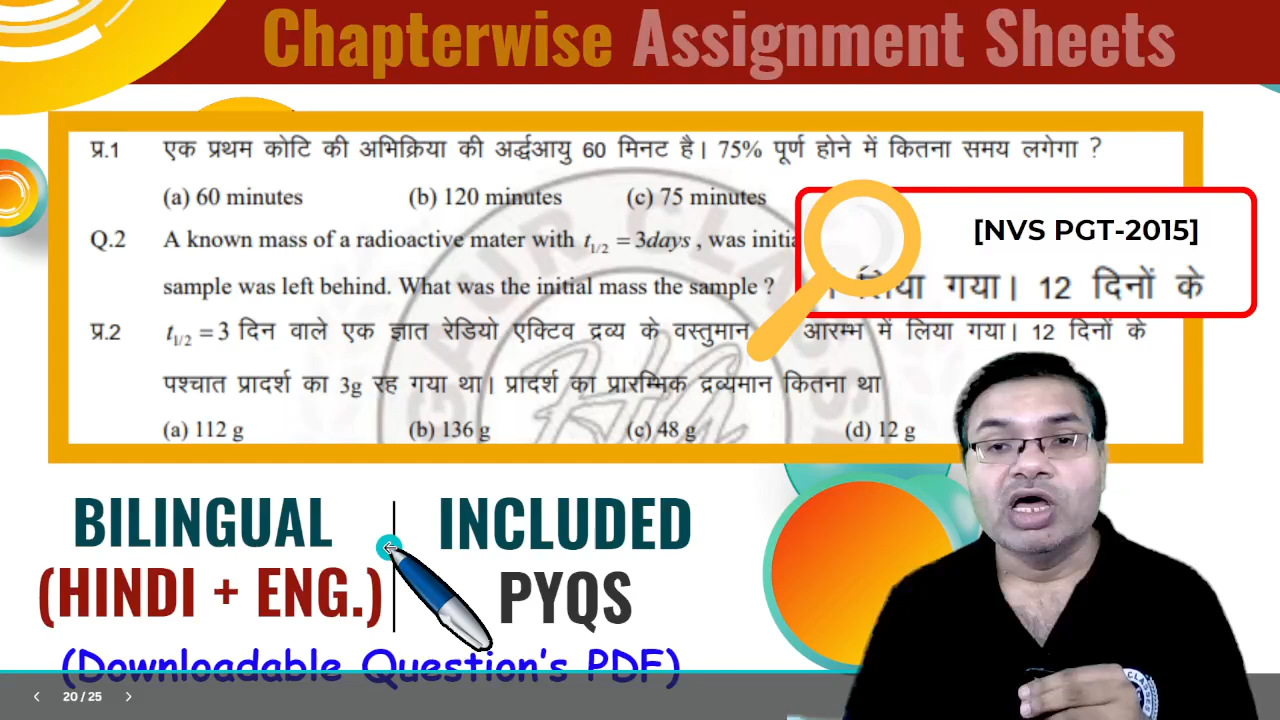 Chapterwise Assignment Sheets
प्र.1 एक प्रथम कोटि की अभिक्रिया की अर्द्धआयु 60 मिनट है। 75% पूर्ण होने में कितना समय लगेगा ?
(a) 60 minutes (b) 120 minutes (c) 75 minutes
[NVS PGT-2015]
Q.2 A known mass of a radioactive mater with t1/2 = 3days, was
लिया गया। 12 दिनों के
sample was left behind. What was the initial mass the sample ?
प्र.2 t1/2 = 3 दिन वाले एक ज्ञात रेडियो एक्टिव द्रव्य के वस्तुमान आरम्भ में लिया गया। 12 दिनों के
पश्चात प्रादर्श का 3g रह गया था। प्रादर्श का प्रारम्भिक द्रव्यमान कितना था
(a) 112 g (b) 136 g (c) 48 g (d) 12 g
BILINGUAL
(HINDI + ENG.)
INCLUDED
PYQS
(Downloadable Question's PDF)
20 / 25